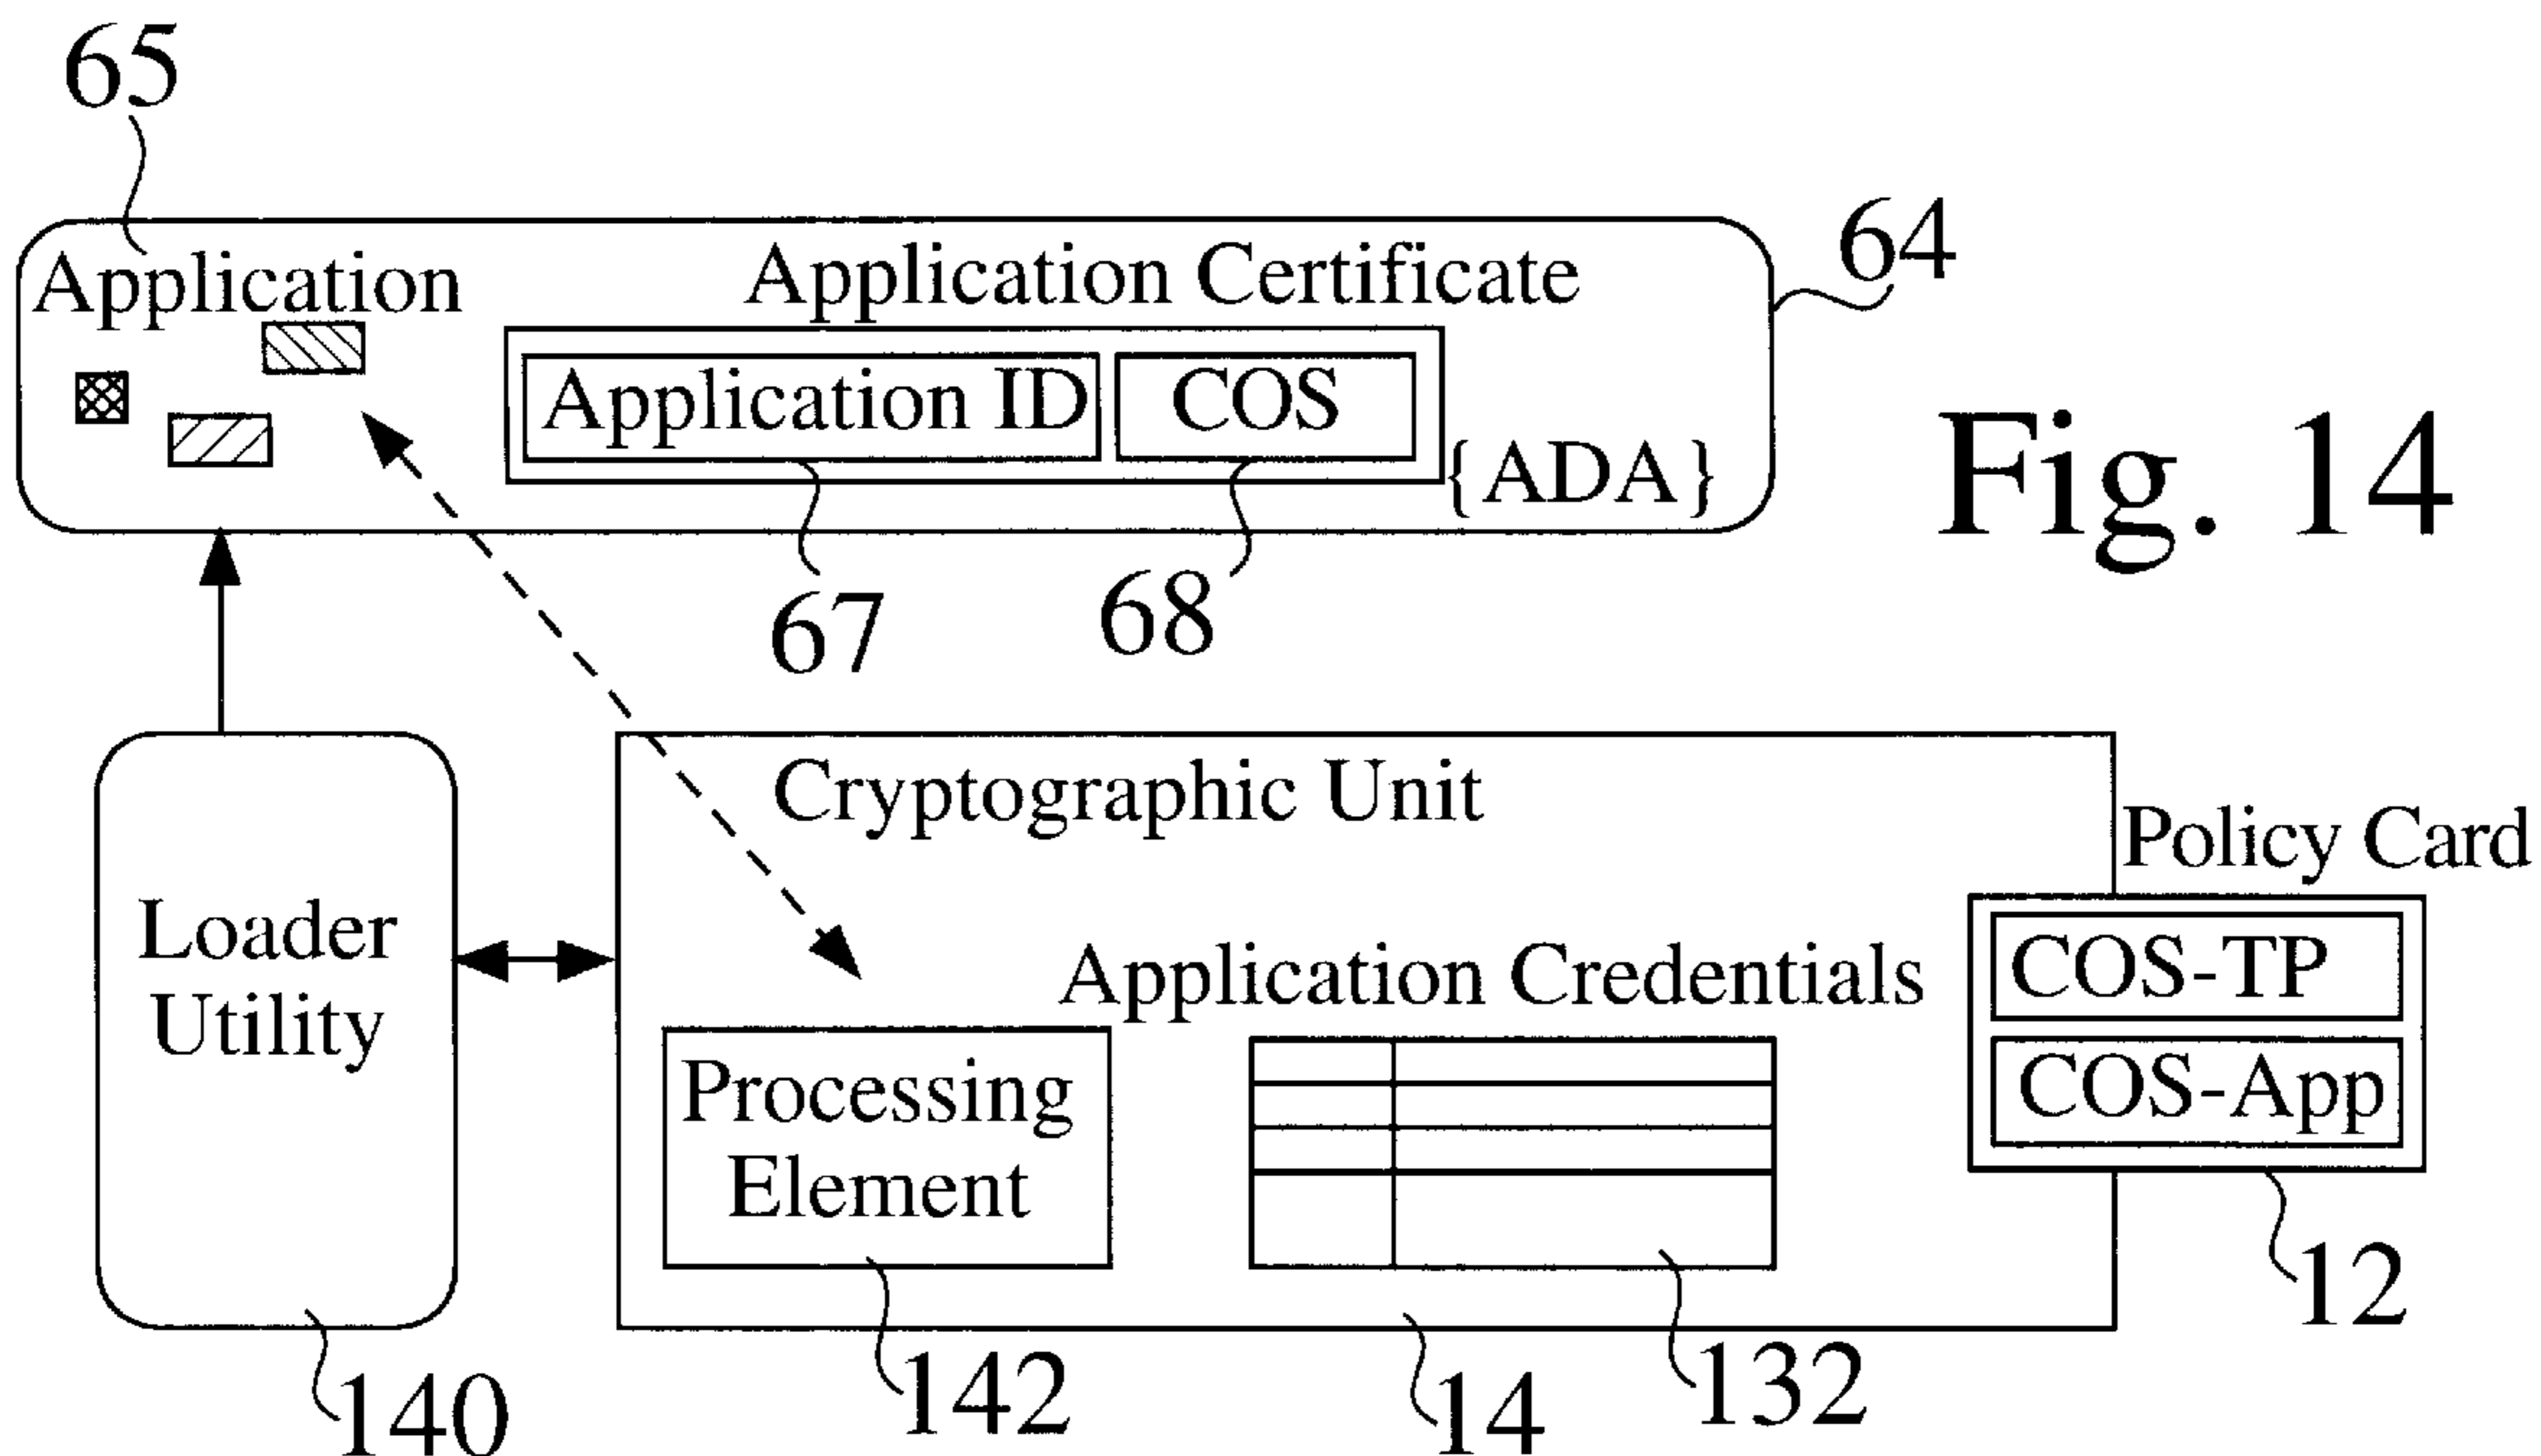 65
Application
Application Certificate
64
Application ID
COS
{ADA}
Fig. 14
67
68
Cryptographic Unit
Policy Card
Loader
Utility
Application Credentials
COS-TP
COS-App
Processing
Element
12
140
142
14
132